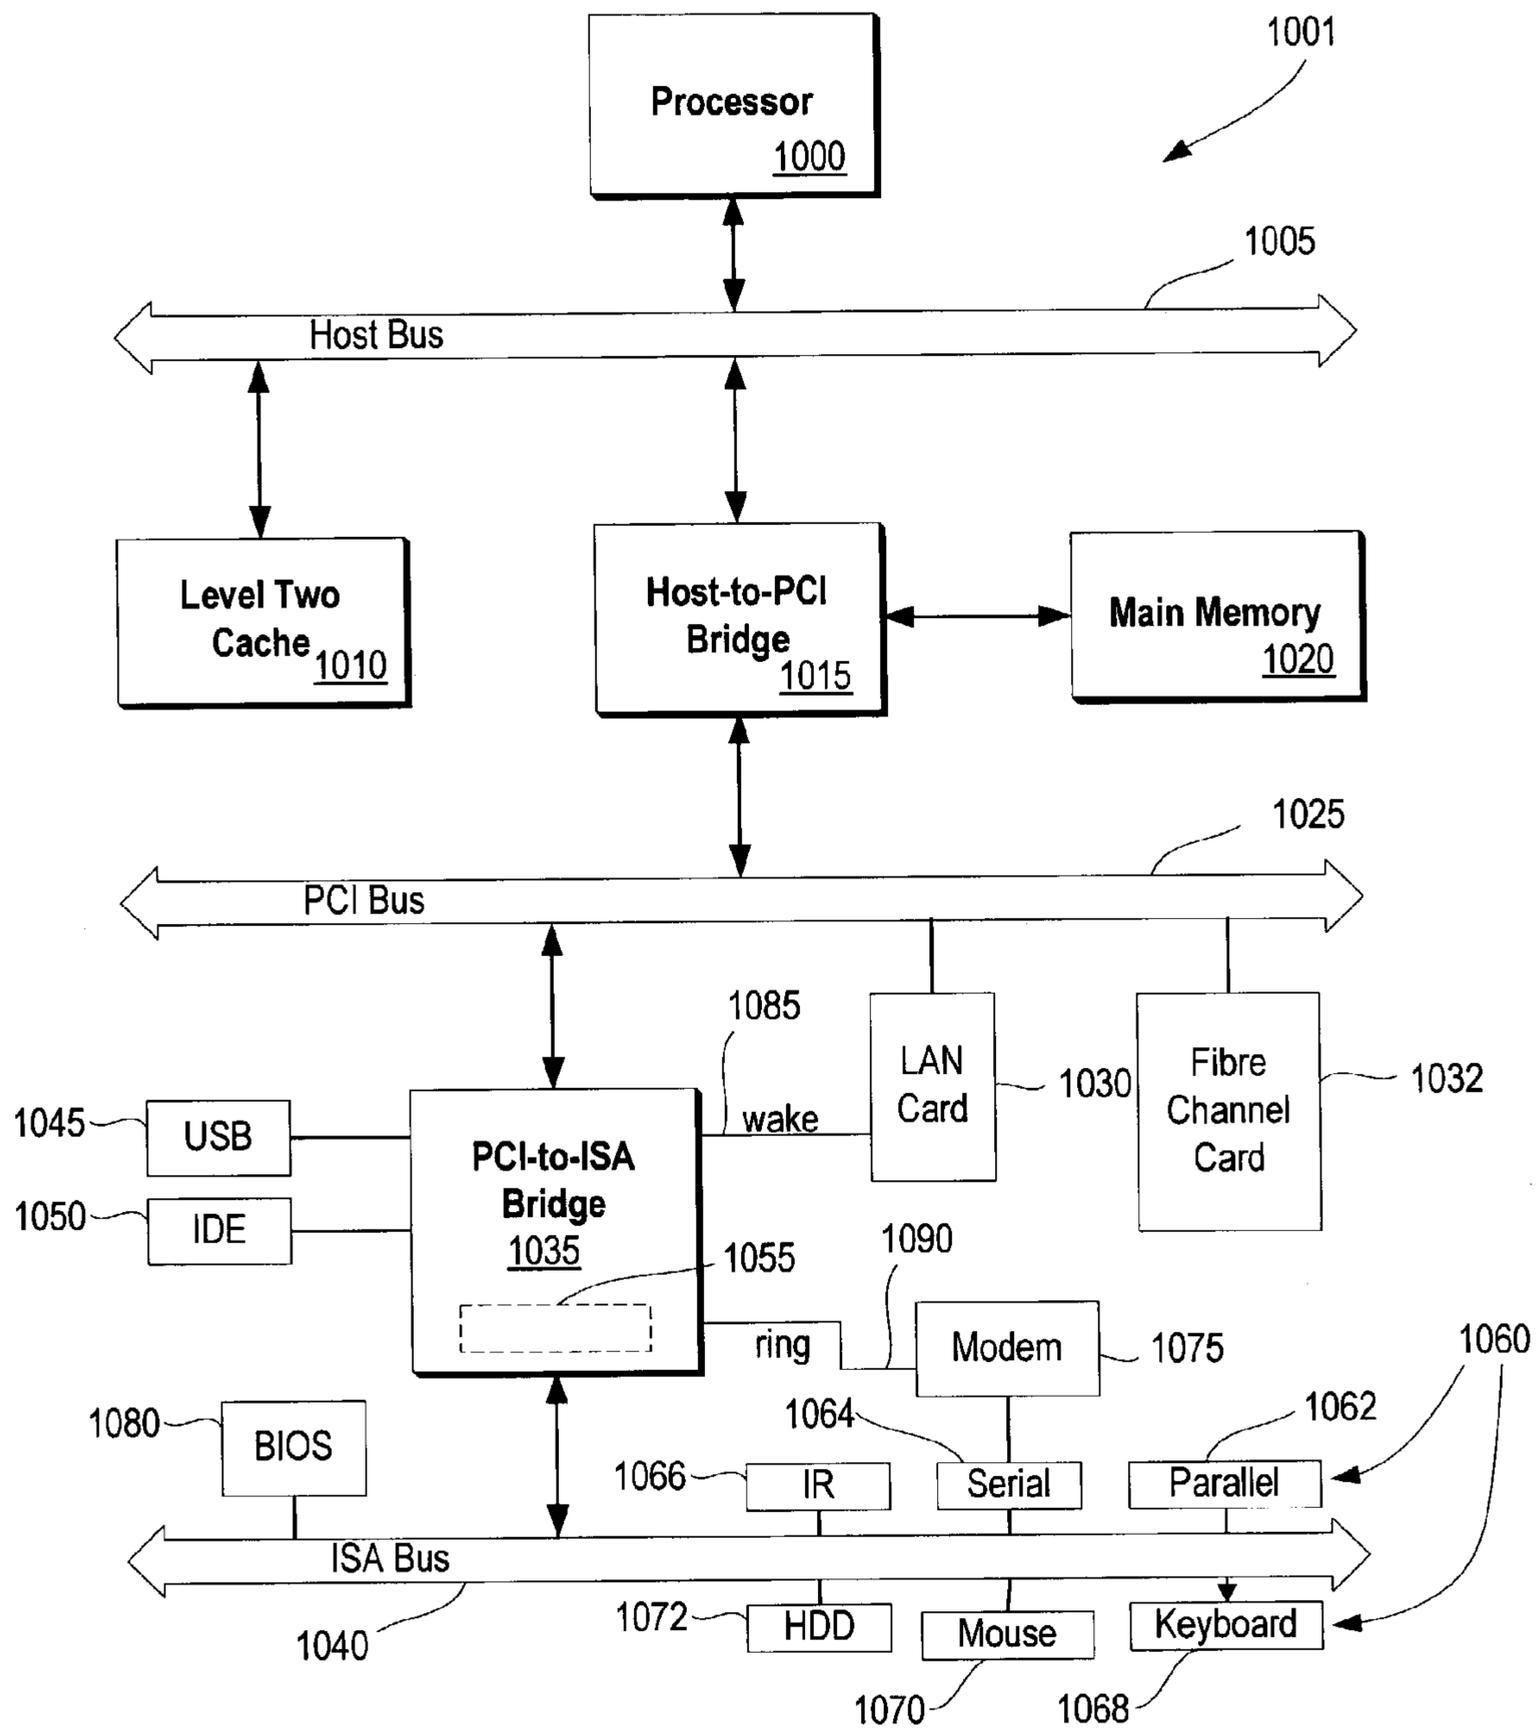 1001
Processor
1000
1005
Host Bus
Level Two
Cache
1010
Host-to-PCI
Bridge
1015
Main Memory
1020
1025
PCI Bus
1085
LAN
Card
1030
Fibre
Channel
Card
1032
wake
1045
USB
1050
IDE
PCI-to-ISA
Bridge
1035
1055
1090
ring
Modem
1075
1060
1080
BIOS
1064
1062
1066
IR
Serial
Parallel
ISA Bus
1040
1072
HDD
Mouse
Keyboard
1070
1068